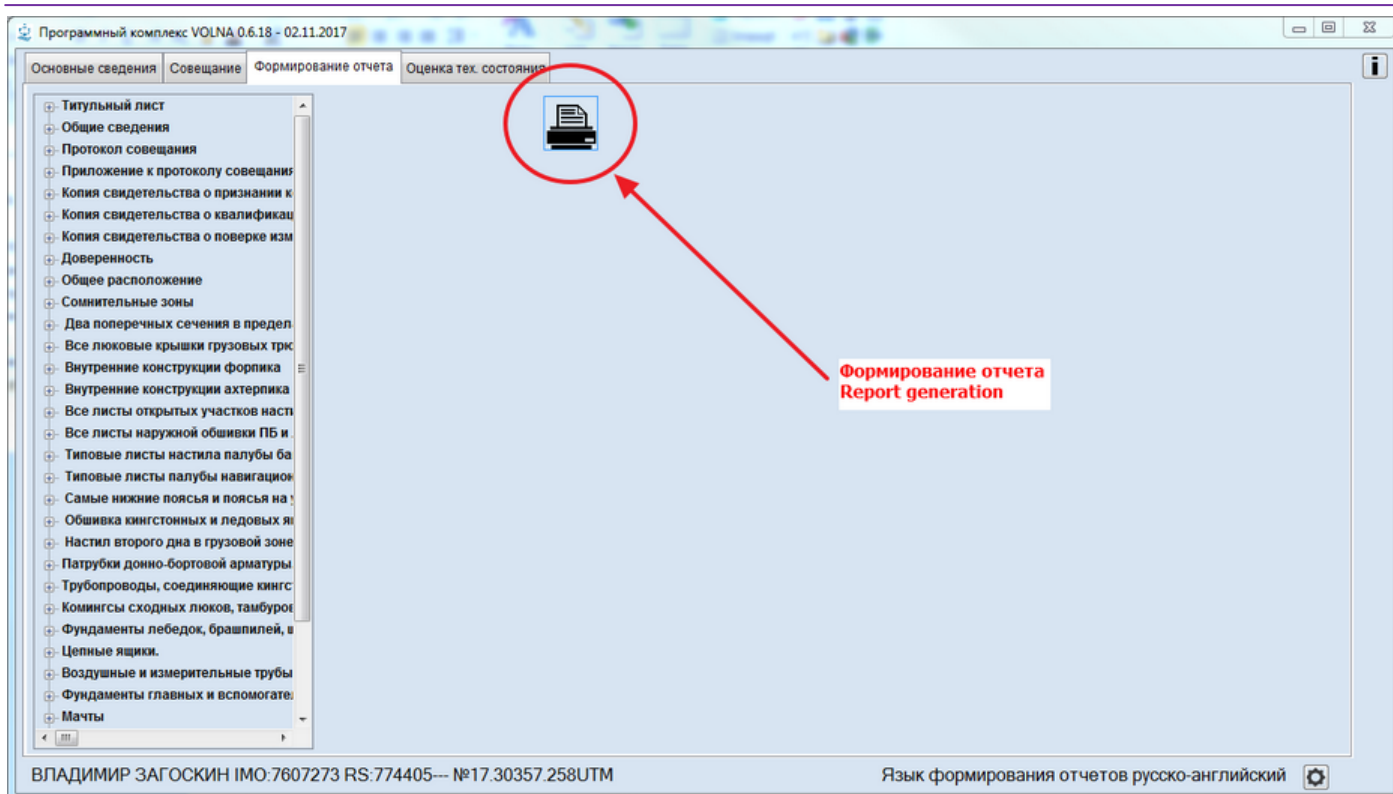 Программный комплекс VOLNA 0.6.18 - 02.11.2017
Основные сведения Совещание Формирование отчета Оценка тех. состояния
Титульный лист
Общие сведения
Протокол совещания
Приложение к протоколу совещания
Копия свидетельства о признании к
Копия свидетельства о квалификац
Копия свидетельства о поверке изм
Доверенность
Общее расположение
Сомнительные зоны
Два поперечных сечения в предел
Все люковые крышки грузовых трю
Внутренние конструкции форпика
Внутренние конструкции ахтерпика
Все листы открытых участков насти
Все листы наружной обшивки ПБ и
Типовые листы настила палубы ба
Типовые листы палубы навигацион
Самые нижние поясья и поясья на
Обшивка кингстонных и ледовых я
Настил второго дна в грузовой зоне
Патрубки донно-бортовой арматуры
Трубопроводы, соединяющие кингс
Комингсы сходных люков, тамбуров
Фундаменты лебедок, брашпилей, ш
Цепные ящики.
Воздушные и измерительные трубы
Фундаменты главных и вспомогате
Мачты
Формирование отчета
Report generation
ВЛАДИМИР ЗАГОСКИН IMO:7607273 RS:774405--- №17.30357.258UTM
Язык формирования отчетов русско-английский